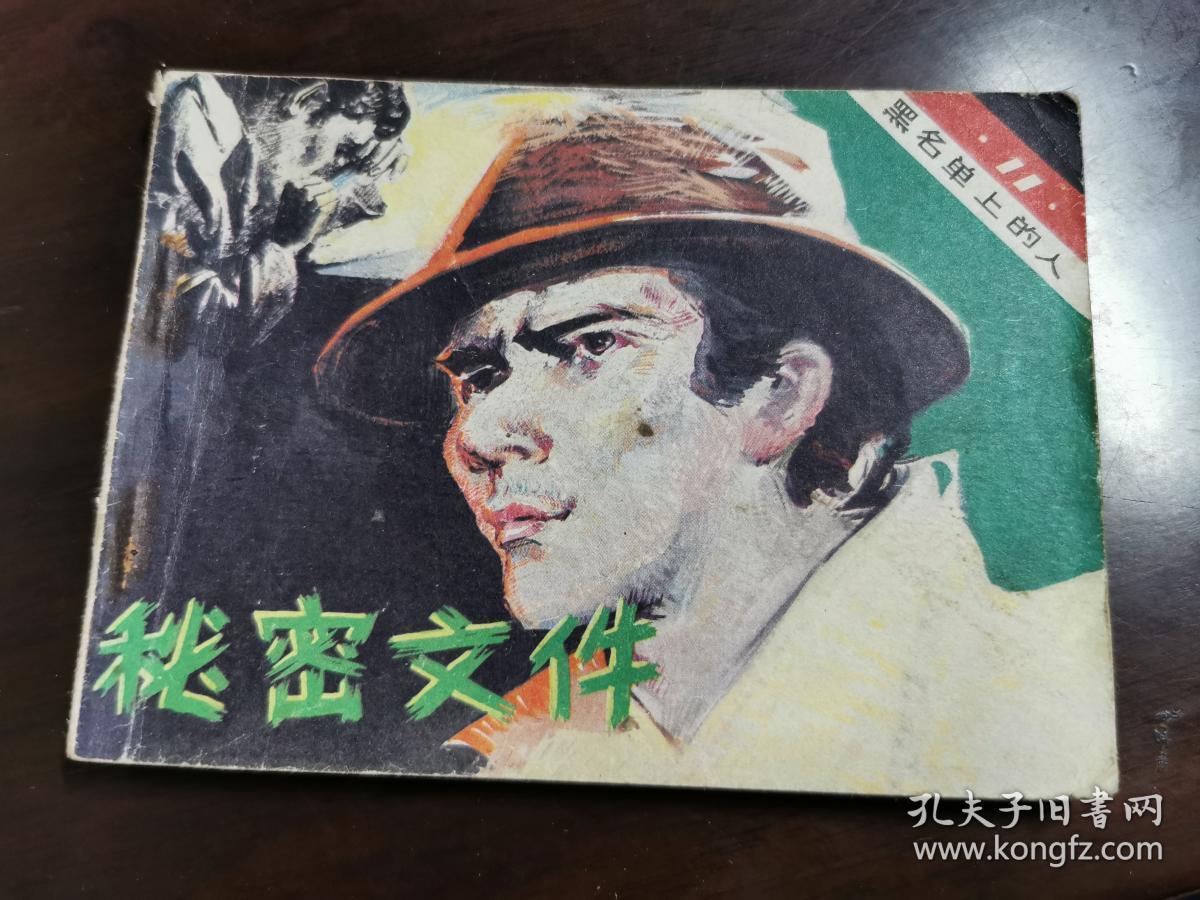 黑名单上的人
·11·
秘密文件
孔夫子旧书网
www.kongfz.com